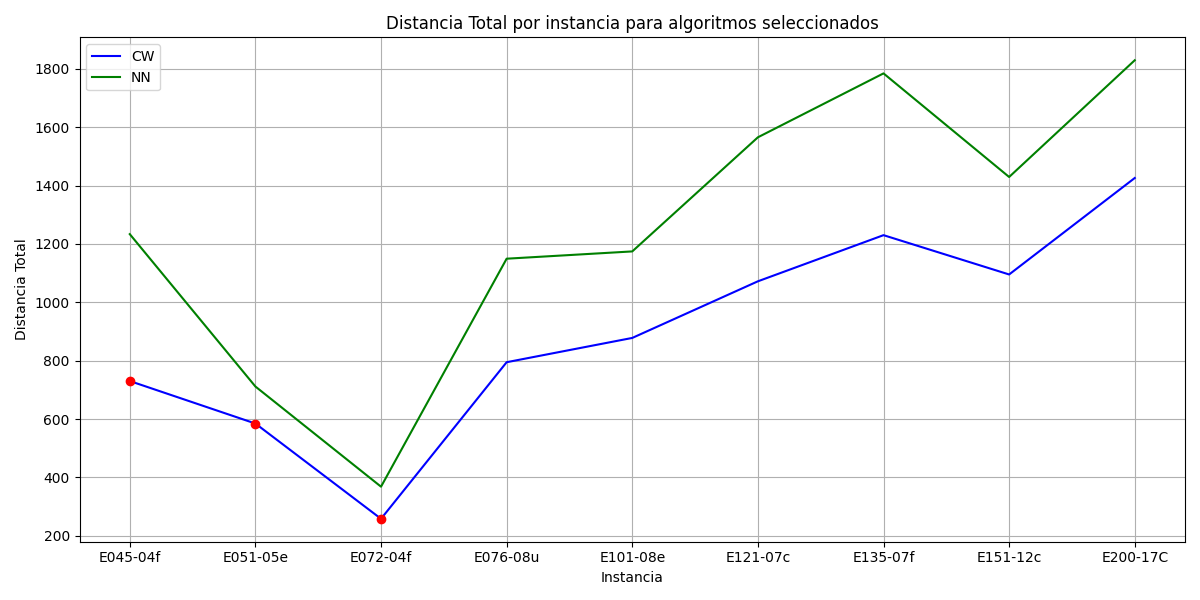 Distancia Total por instancia para algoritmos seleccionados
CW
NN
1800
1600
1400
1200
1000
800
600
400
200
Distancia Total
E045-04f
E051-05e
E072-04f
E076-08u
E101-08e
E121-07c
E135-07f
E151-12c
E200-17C
Instancia